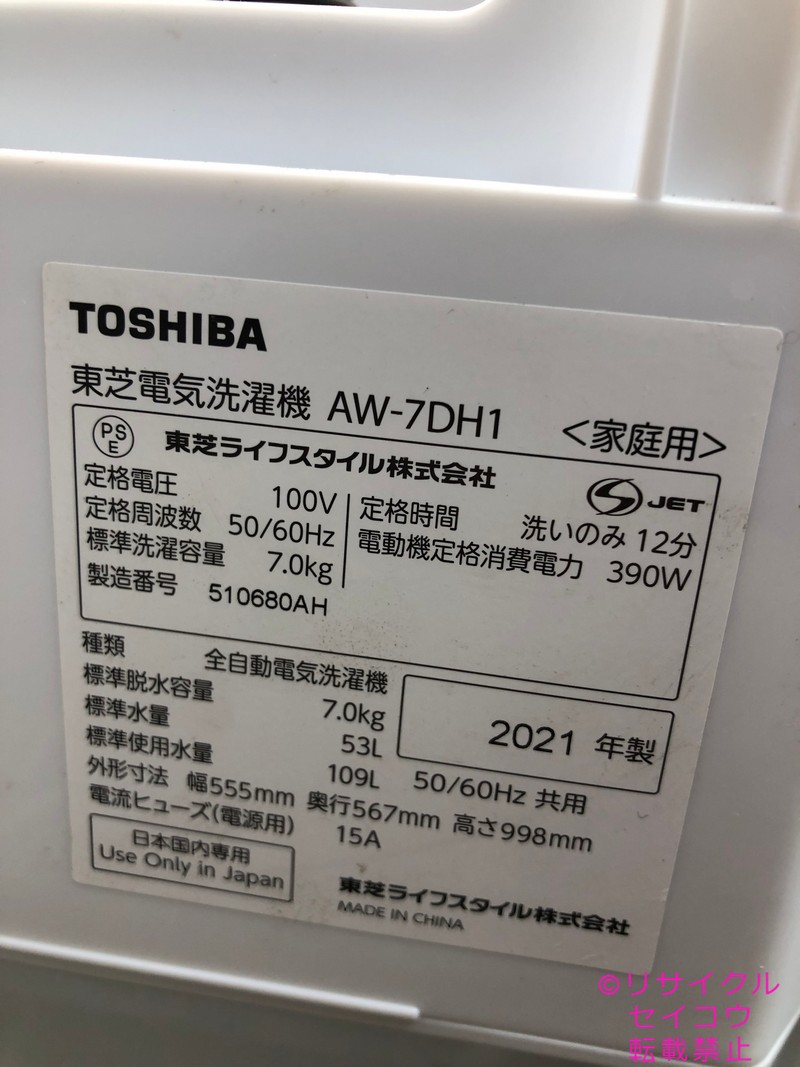 TOSHIBA
東芝電気洗濯機 AW-7DH1 <家庭用>
PS
E
東芝ライフスタイル株式会社
S JET
定格電圧 100V
定格周波数 50/60Hz
標準洗濯容量 7.0kg
製造番号 510680AH
定格時間 洗いのみ 12分
電動機定格消費電力 390W
種類 全自動電気洗濯機
標準脱水容量 7.0kg
標準水量 53L
標準使用水量 109L 50/60Hz 共用
外形寸法 幅555mm 奥行567mm 高さ998mm
電流ヒューズ(電源用) 15A
2021 年製
日本国内専用
Use Only in Japan
東芝ライフスタイル株式会社
MADE IN CHINA
©リサイクル
セイコウ
転載禁止